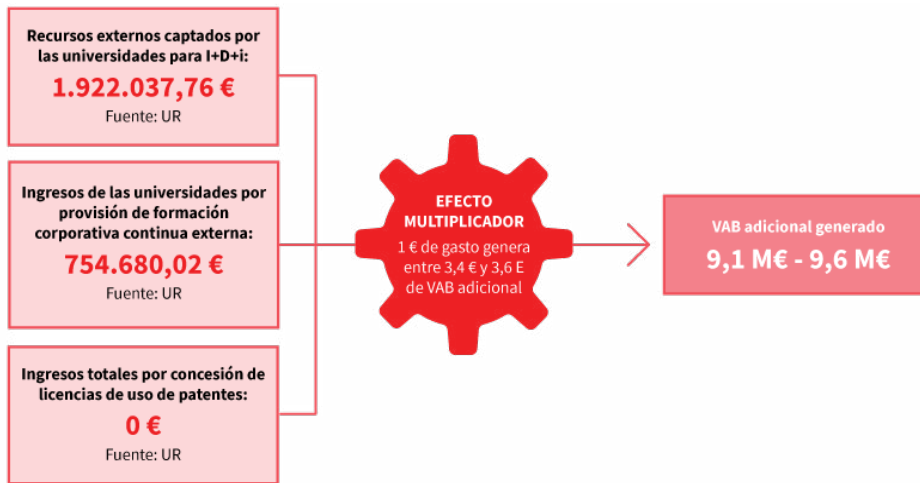 Recursos externos captados por
las universidades para I+D+i:
1.922.037,76 €
Fuente: UR
Ingresos de las universidades por
provisión de formación
corporativa continua externa:
754.680,02 €
Fuente: UR
Ingresos totales por concesión de
licencias de uso de patentes:
0 €
Fuente: UR
EFECTO
MULTIPLICADOR
1 € de gasto genera
entre 3,4 € y 3,6 E
de VAB adicional
VAB adicional generado
9,1 M€ - 9,6 M€